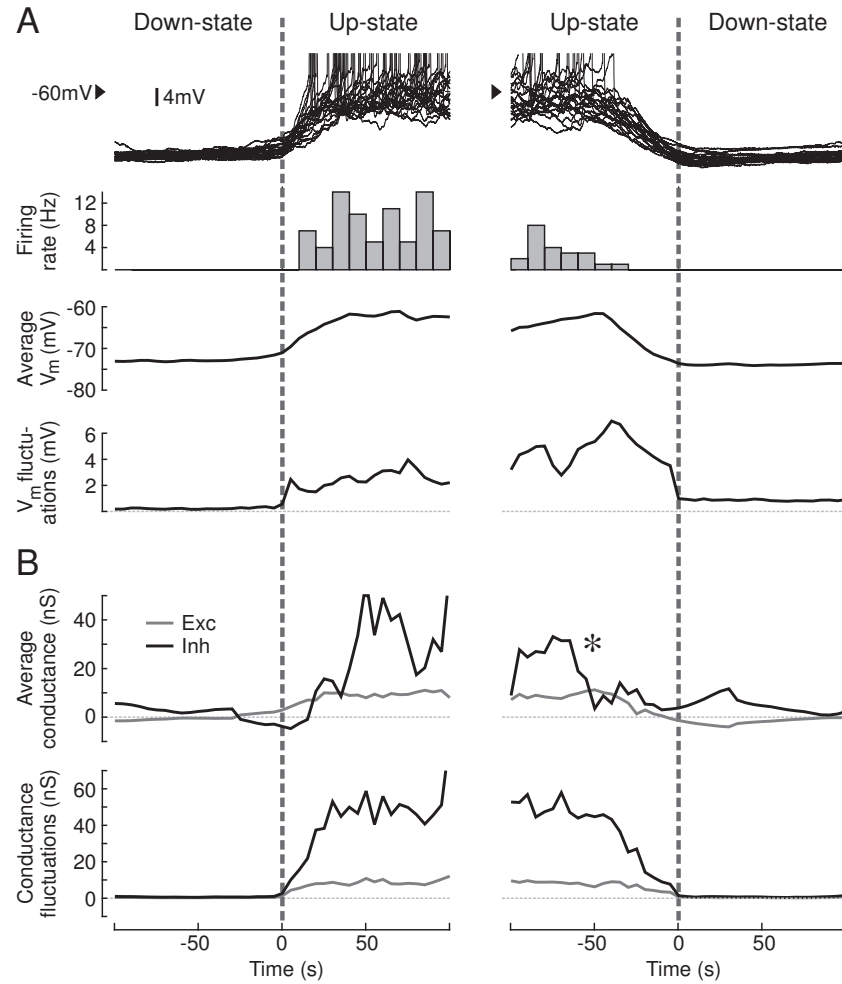 A
Down-state
Up-state
Up-state
Down-state
-60mV
4mV
Firing
rate (Hz)
12
8
4
Average
Vm (mV)
-60
-70
-80
Vm fluctu-
ations (mV)
6
4
2
B
Average
conductance (nS)
40
20
0
Exc
Inh
*
Conductance
fluctuations (nS)
60
40
20
0
-50
0
50
-50
0
50
Time (s)
Time (s)